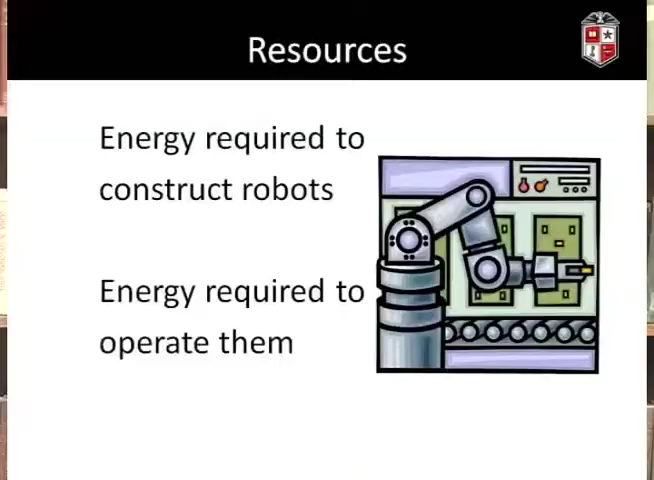 Resources
Energy required to
construct robots
Energy required to
operate them